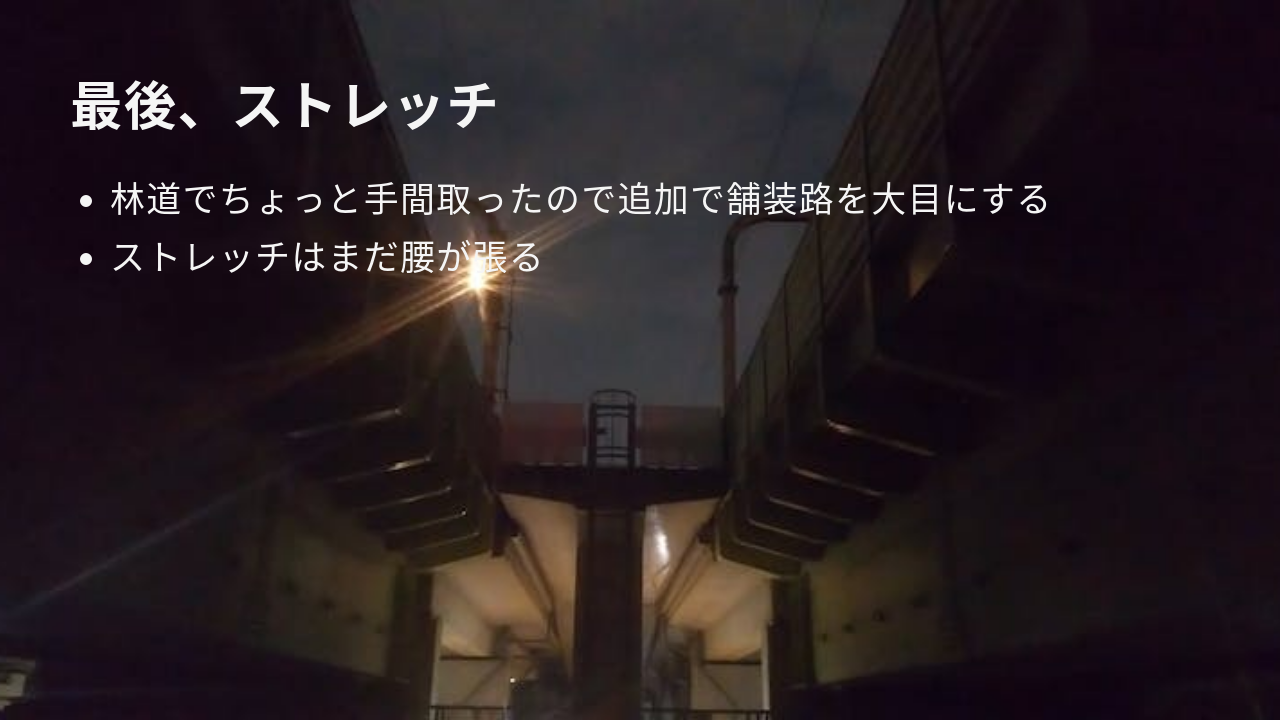 最後、ストレッチ
林道でちょっと手間取ったので追加で舗装路を大目にする
ストレッチはまだ腰が張る